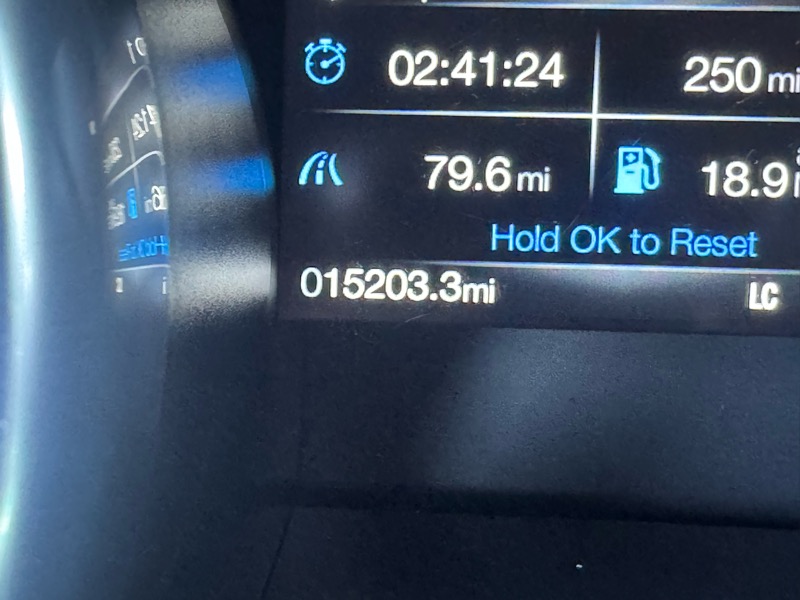 02:41:24 250 mi
79.6 mi 18.9
Hold OK to Reset
015203.3mi LC